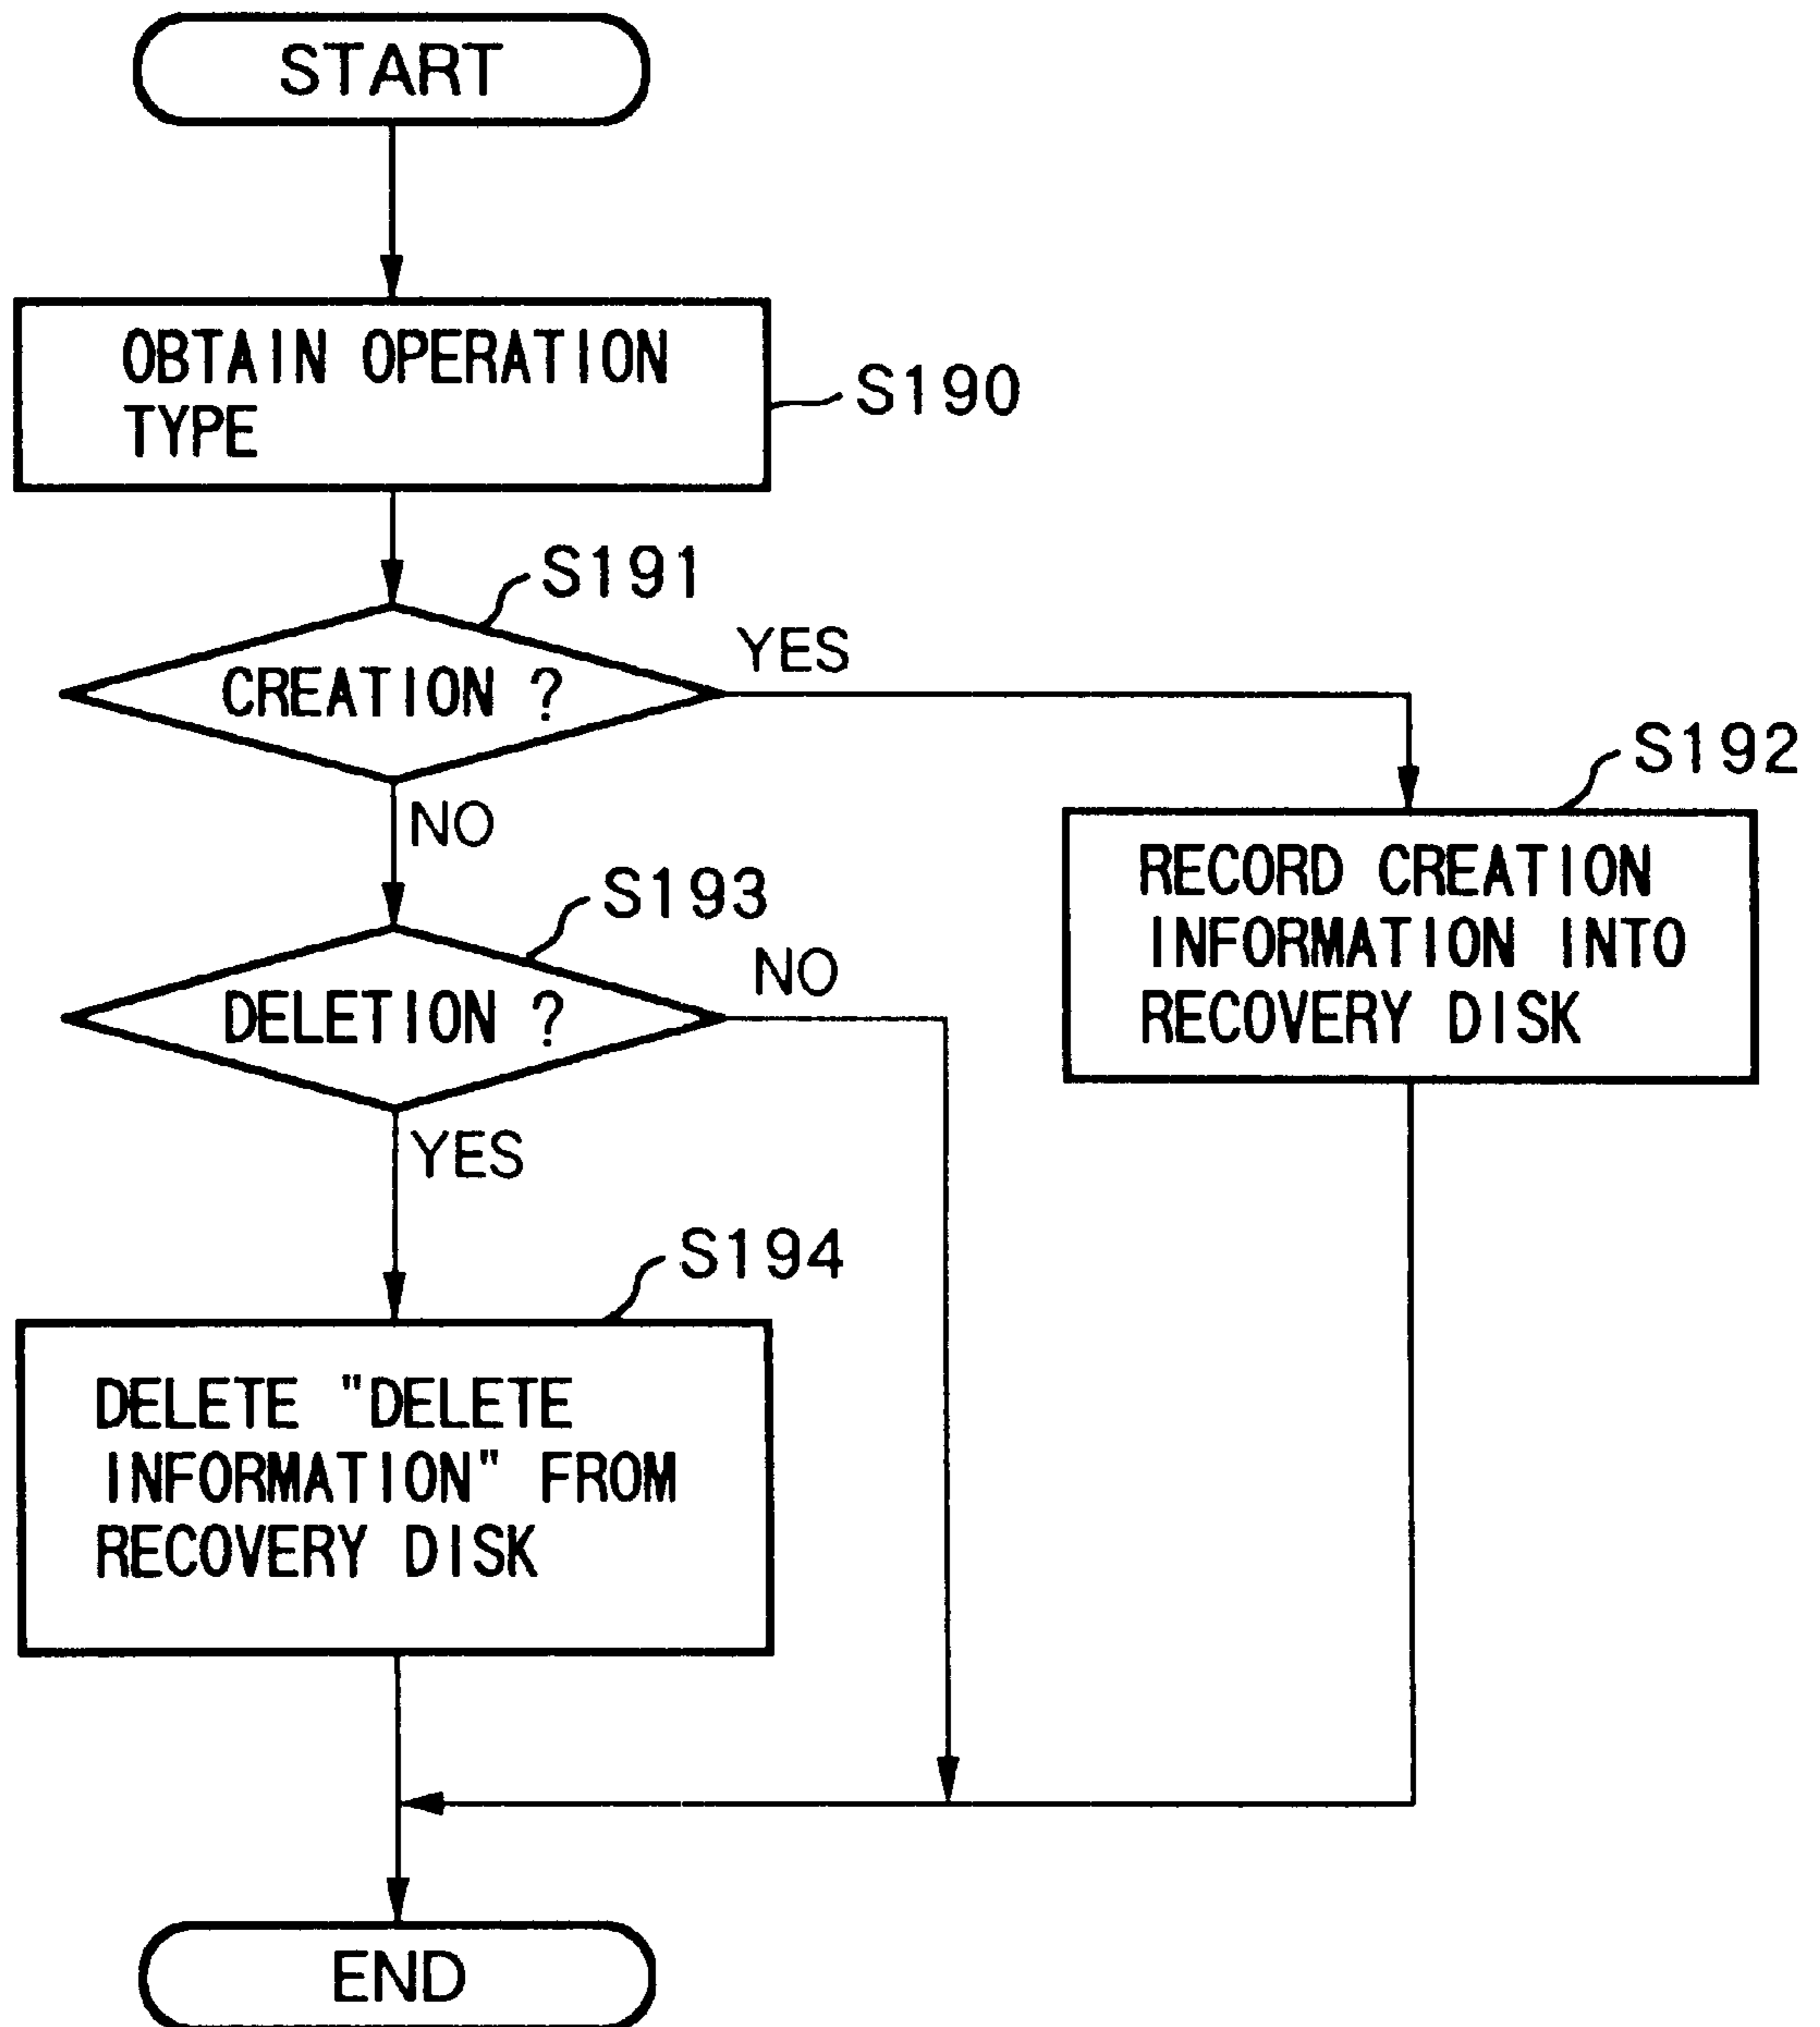 START
OBTAIN OPERATION
TYPE
S190
S191
CREATION ?
YES
NO
S192
RECORD CREATION
INFORMATION INTO
RECOVERY DISK
S193
DELETION ?
NO
YES
S194
DELETE "DELETE
INFORMATION" FROM
RECOVERY DISK
END